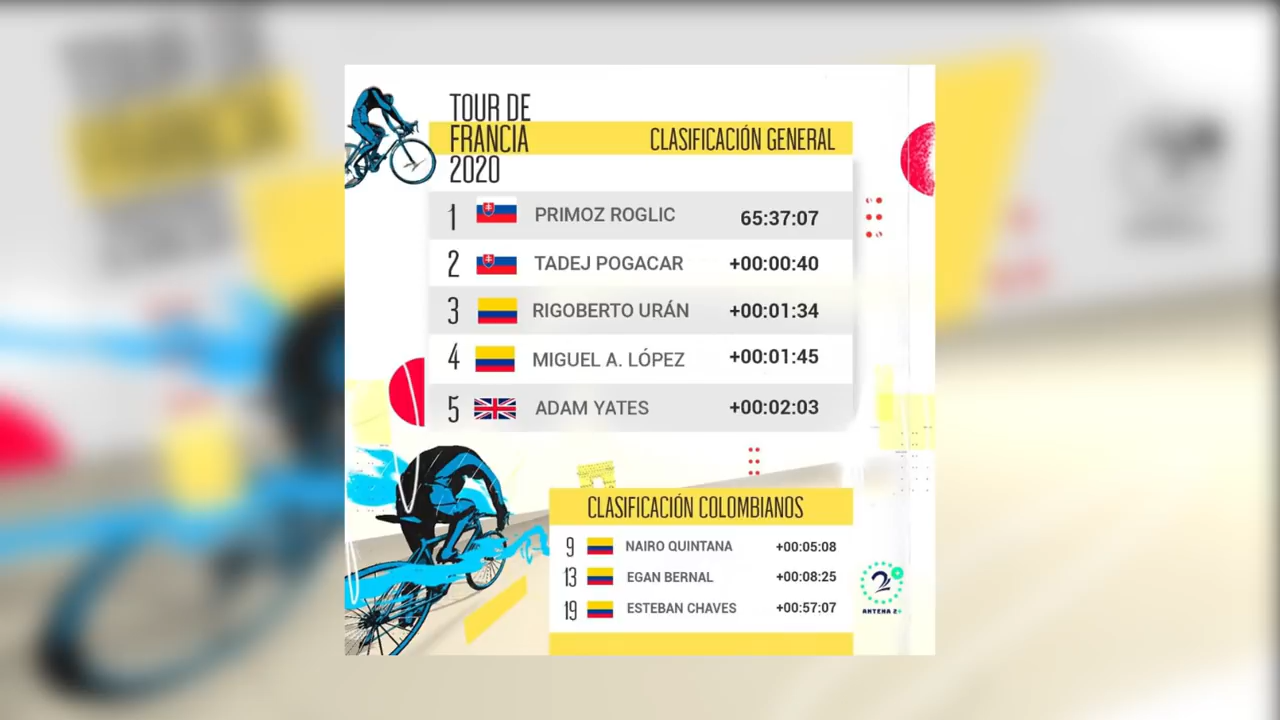 TOUR DE
FRANCIA
2020
CLASIFICACIÓN GENERAL
1 PRIMOZ ROGLIC 65:37:07
2 TADEJ POGACAR +00:00:40
3 RIGOBERTO URÁN +00:01:34
4 MIGUEL A. LÓPEZ +00:01:45
5 ADAM YATES +00:02:03
CLASIFICACIÓN COLOMBIANOS
9 NAIRO QUINTANA +00:05:08
13 EGAN BERNAL +00:08:25
19 ESTEBAN CHAVES +00:57:07
2+
ANTENA 2+